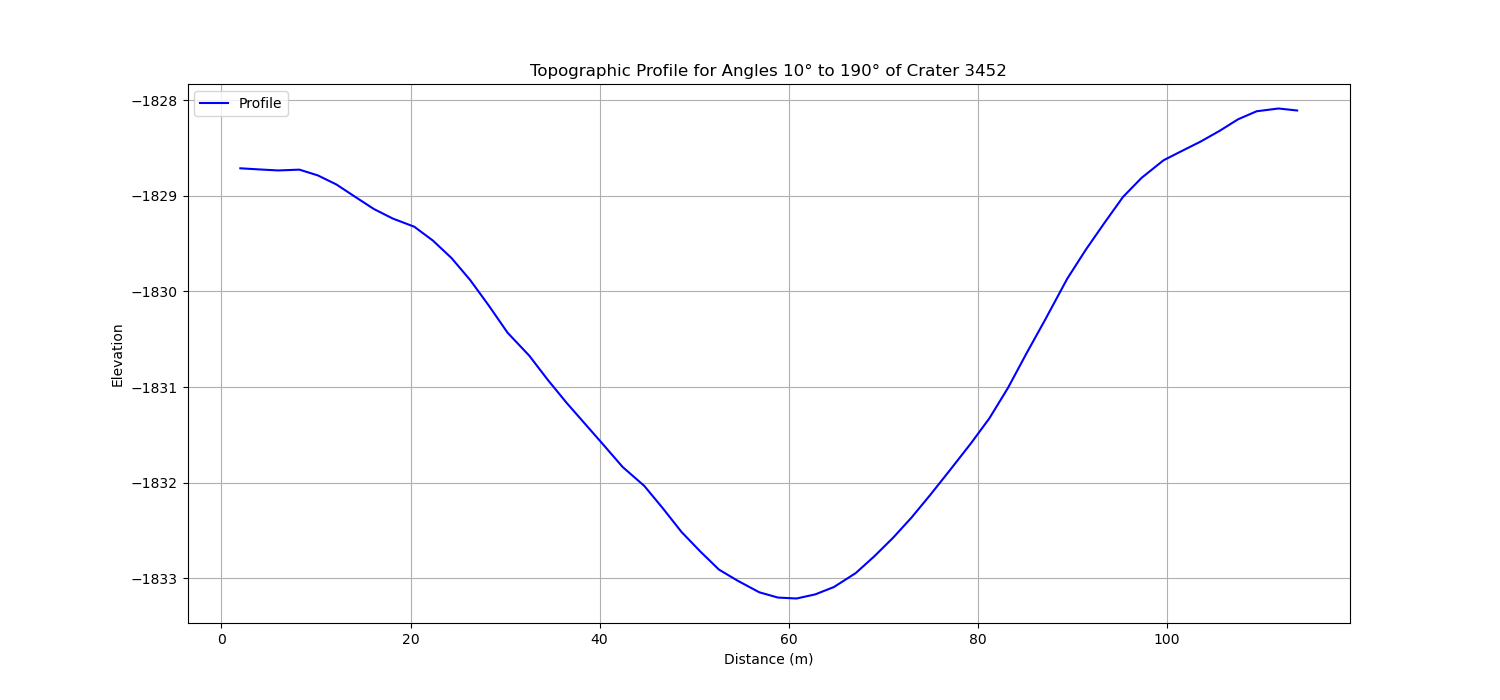 Topographic Profile for Angles 10° to 190° of Crater 3452
Profile
−1828
−1829
−1830
−1831
−1832
−1833
Elevation
0 20 40 60 80 100
Distance (m)